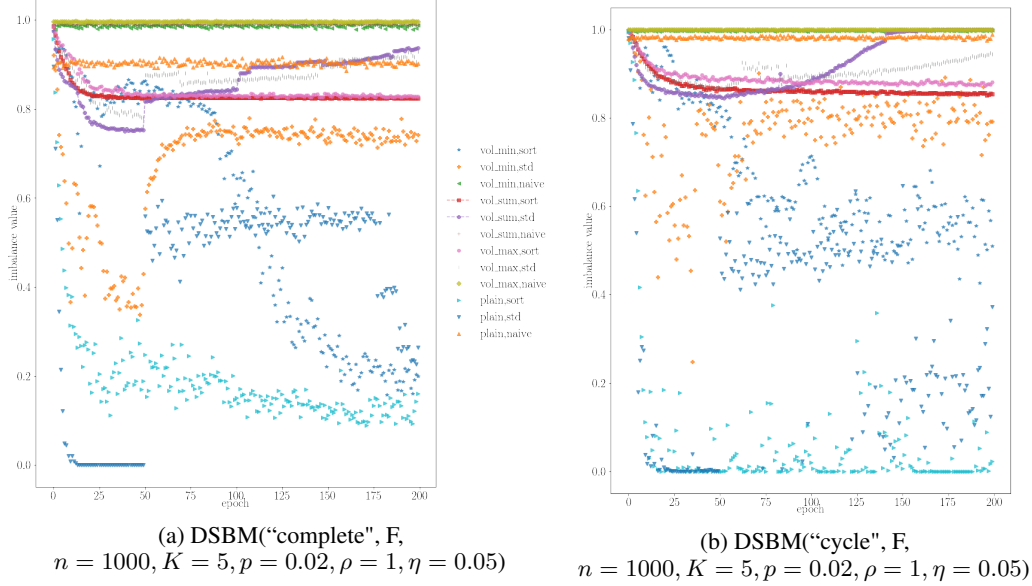 1.0
0.8
0.6
0.4
0.2
0.0
imbalance value
0 25 50 75 100 125 150 175 200
epoch
vol_min,sort
vol_min,std
vol_min,naive
vol_sum,sort
vol_sum,std
vol_sum,naive
vol_max,sort
vol_max,std
vol_max,naive
plain,sort
plain,std
plain,naive
(a) DSBM(“complete", F,
n = 1000, K = 5, p = 0.02, ρ = 1, η = 0.05)
1.0
0.8
0.6
0.4
0.2
0.0
imbalance value
0 25 50 75 100 125 150 175 200
epoch
(b) DSBM(“cycle", F,
n = 1000, K = 5, p = 0.02, ρ = 1, η = 0.05)